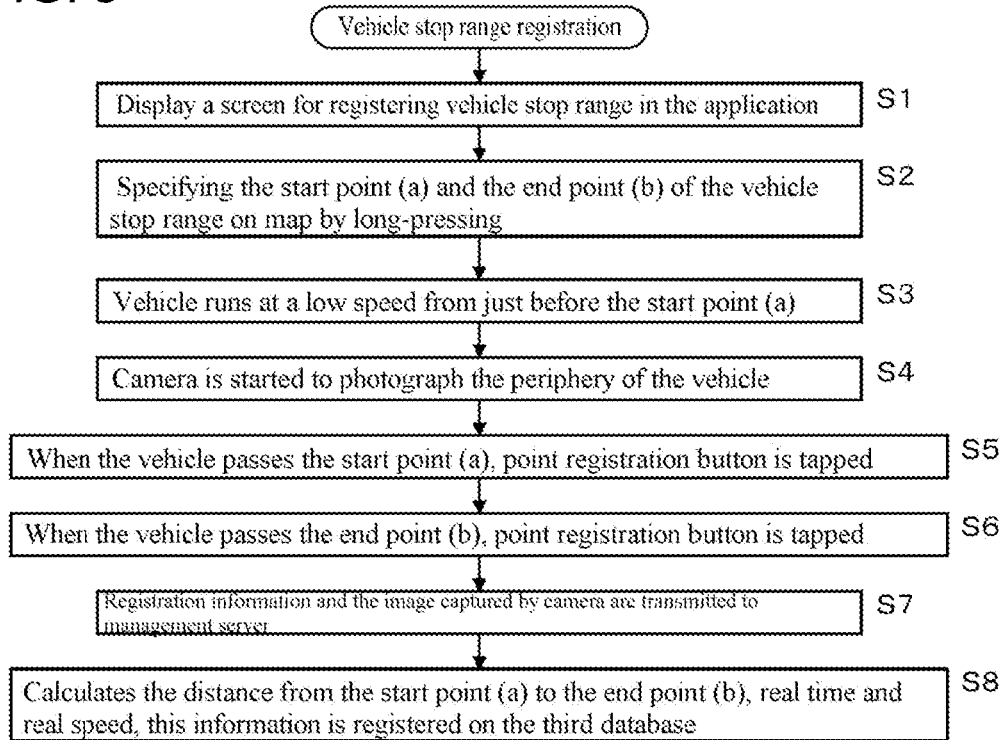 Vehicle stop range registration
Display a screen for registering vehicle stop range in the application
S1
Specifying the start point (a) and the end point (b) of the vehicle
stop range on map by long-pressing
S2
Vehicle runs at a low speed from just before the start point (a)
S3
Camera is started to photograph the periphery of the vehicle
S4
When the vehicle passes the start point (a), point registration button is tapped
S5
When the vehicle passes the end point (b), point registration button is tapped
S6
Registration information and the image captured by camera are transmitted to
management server
S7
Calculates the distance from the start point (a) to the end point (b), real time and
real speed, this information is registered on the third database
S8